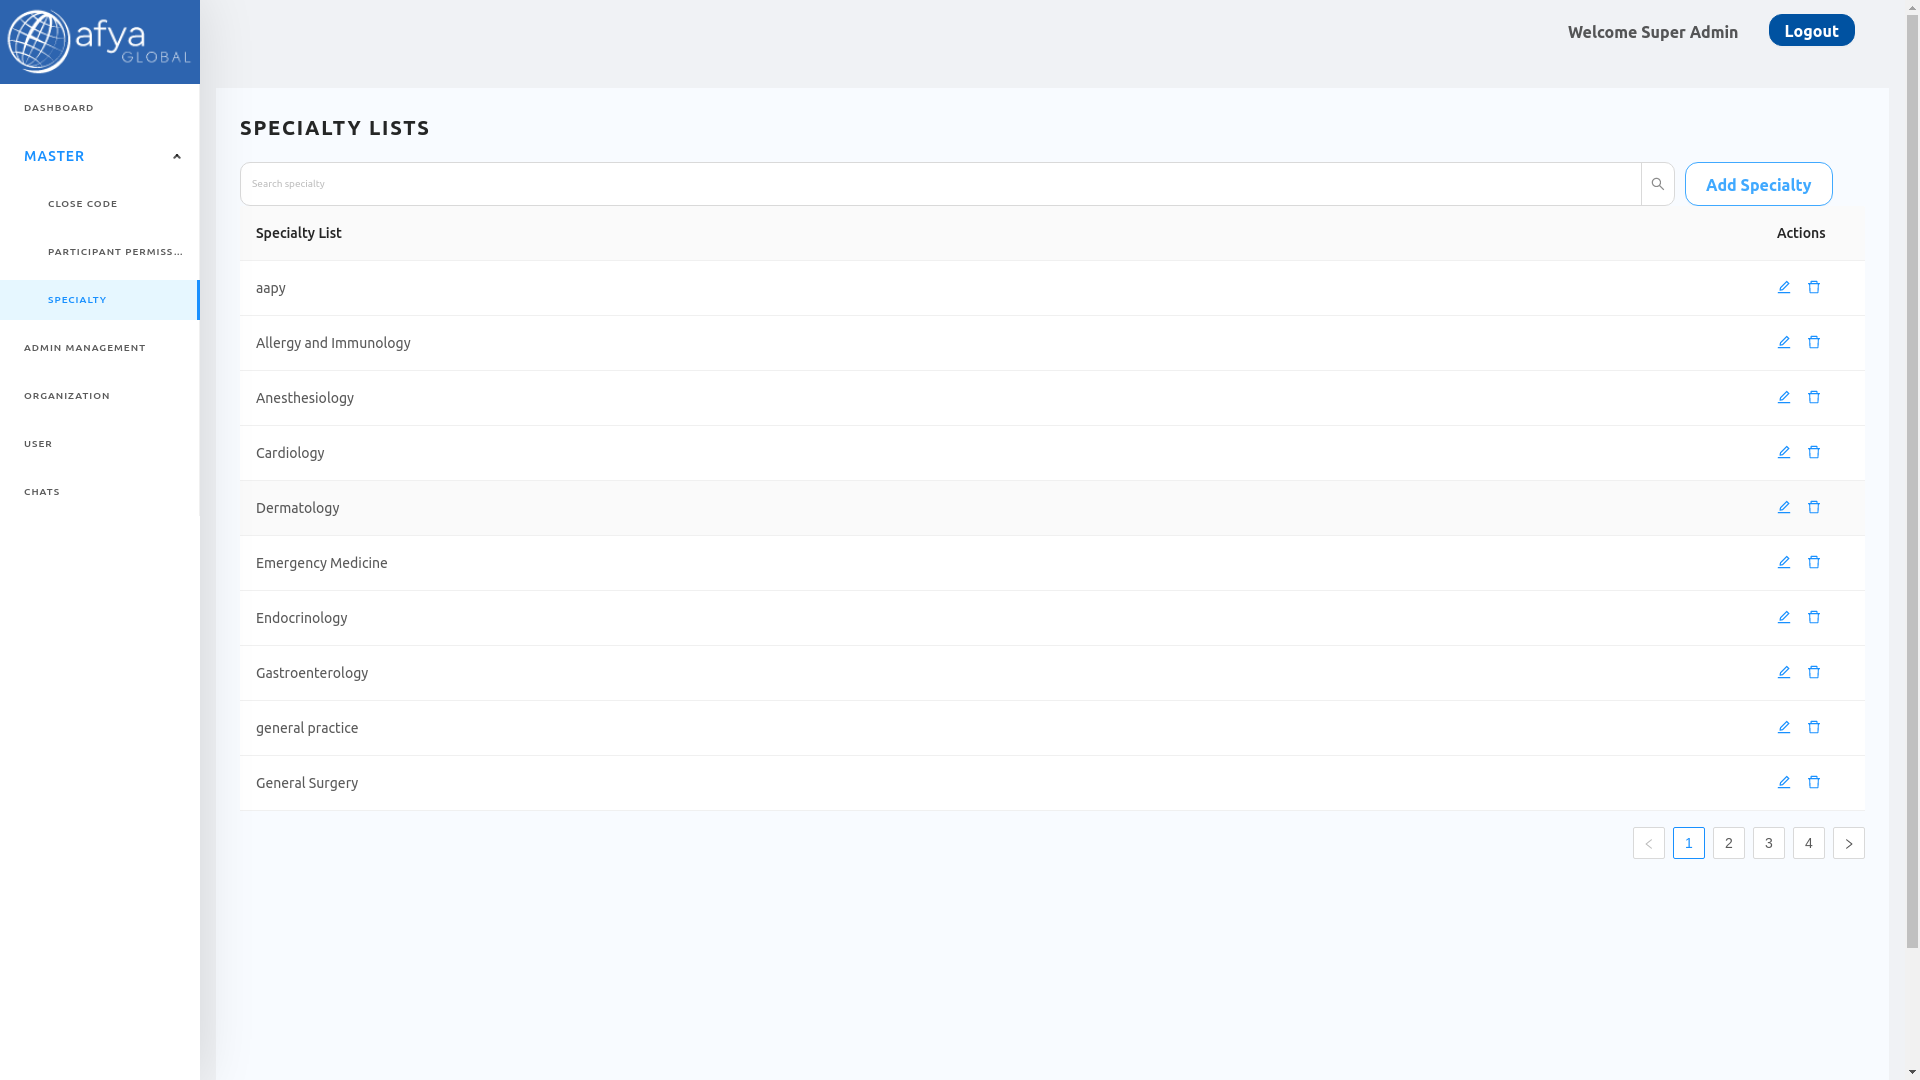 afya
GLOBAL
Welcome Super Admin
Logout
DASHBOARD
MASTER
CLOSE CODE
PARTICIPANT PERMISS...
SPECIALTY
ADMIN MANAGEMENT
ORGANIZATION
USER
CHATS
SPECIALTY LISTS
Search specialty
Add Specialty
Specialty List
Actions
aapy
Allergy and Immunology
Anesthesiology
Cardiology
Dermatology
Emergency Medicine
Endocrinology
Gastroenterology
general practice
General Surgery
1 2 3 4